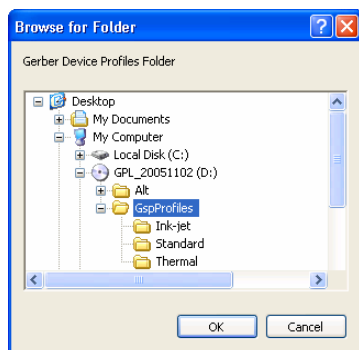 Browse for Folder
Gerber Device Profiles Folder
Desktop
My Documents
My Computer
Local Disk (C:)
GPL_20051102 (D:)
Alt
GspProfiles
Ink-jet
Standard
Thermal
OK Cancel